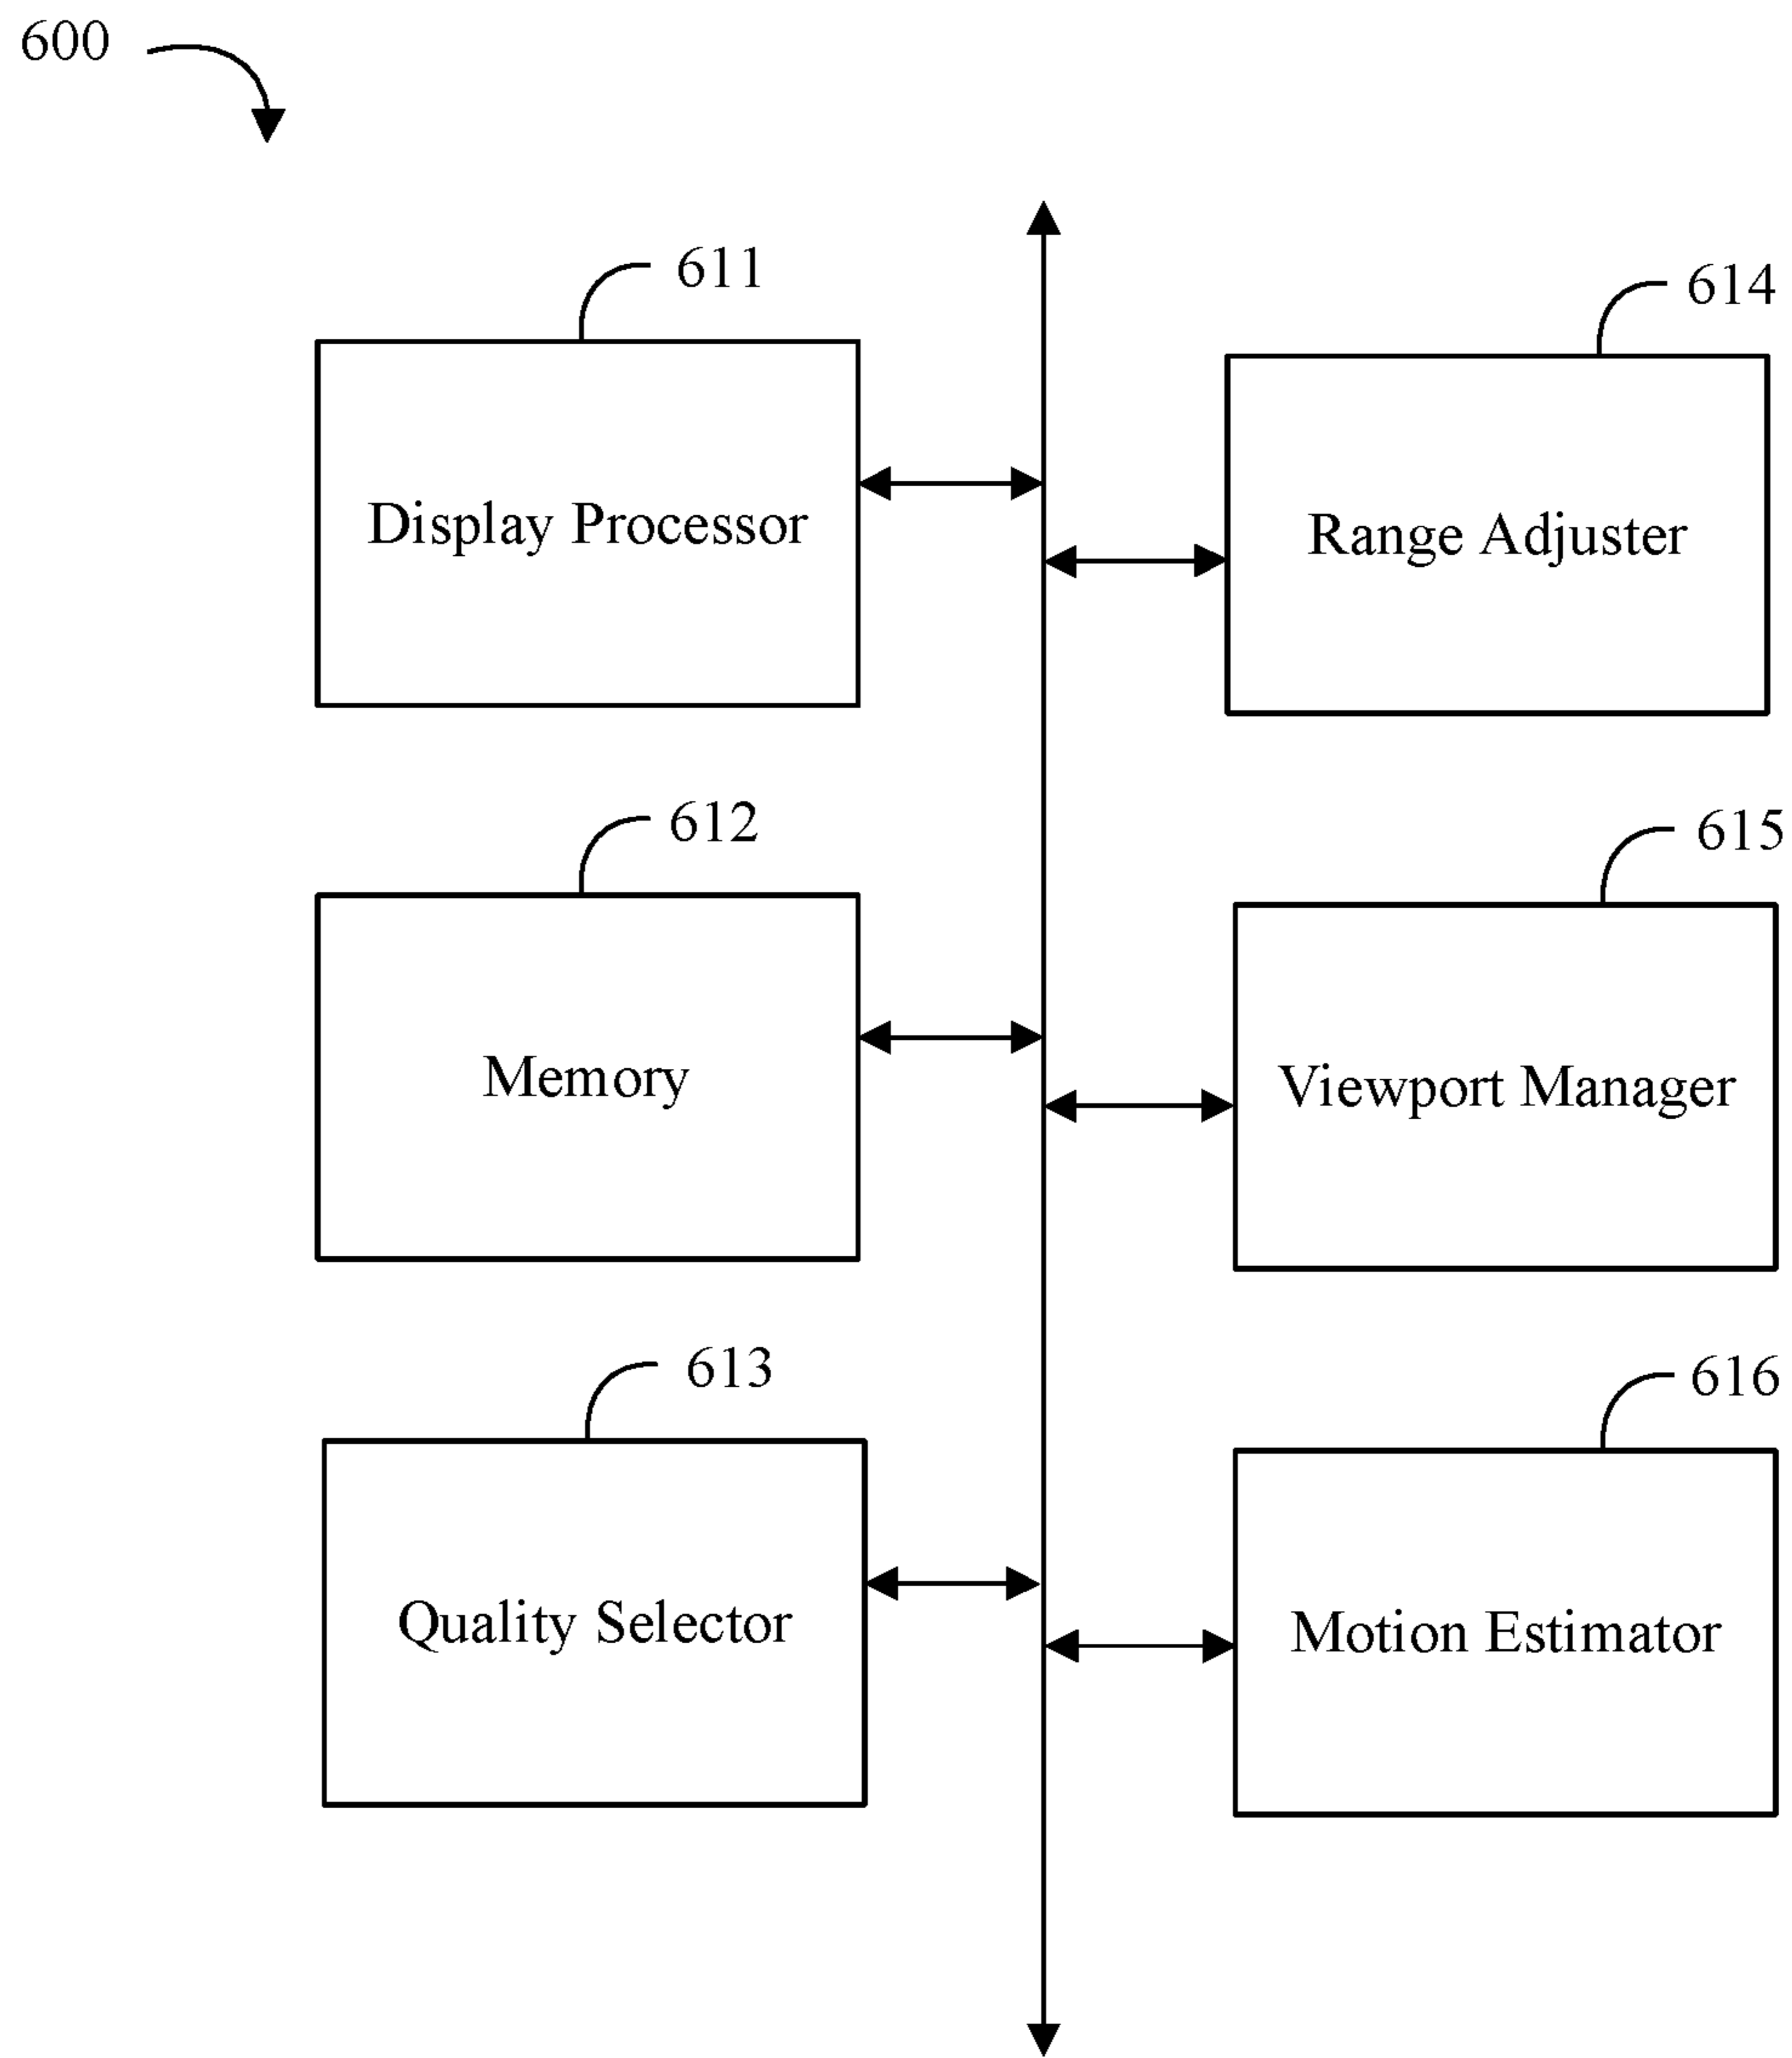 600
611
Display Processor
614
Range Adjuster
612
Memory
615
Viewport Manager
613
Quality Selector
616
Motion Estimator